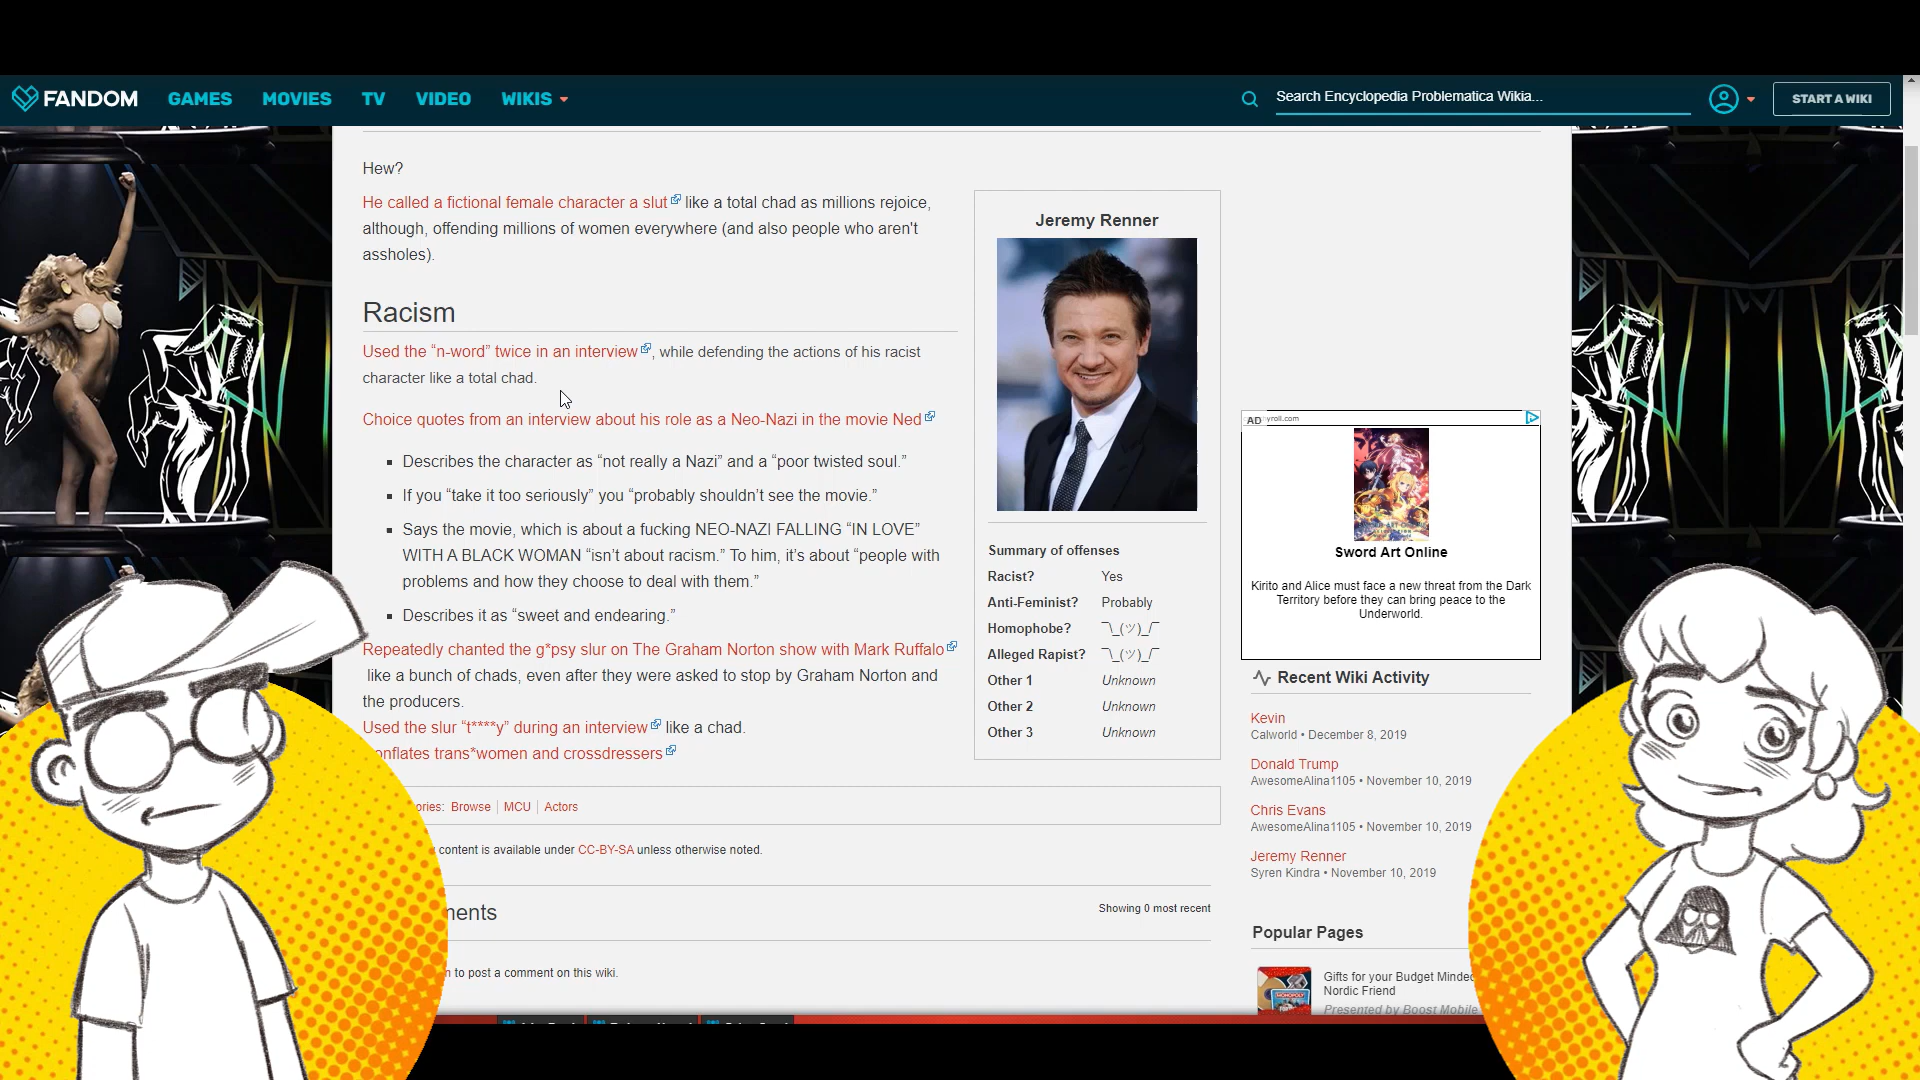 FANDOM GAMES MOVIES TV VIDEO WIKIS Search Encyclopedia Problematica Wikia... START A WIKI
Hew?
He called a fictional female character a slut like a total chad as millions rejoice,
although, offending millions of women everywhere (and also people who aren't
assholes).
Racism
Used the “n-word” twice in an interview, while defending the actions of his racist
character like a total chad.
Choice quotes from an interview about his role as a Neo-Nazi in the movie Ned
Describes the character as “not really a Nazi” and a “poor twisted soul.”
If you “take it too seriously” you “probably shouldn’t see the movie.”
Says the movie, which is about a fucking NEO-NAZI FALLING “IN LOVE”
WITH A BLACK WOMAN “isn’t about racism.” To him, it’s about “people with
problems and how they choose to deal with them.”
Describes it as “sweet and endearing.”
Repeatedly chanted the g*psy slur on The Graham Norton show with Mark Ruffalo
like a bunch of chads, even after they were asked to stop by Graham Norton and
the producers.
Used the slur “t****y” during an interview like a chad.
onflates trans*women and crossdressers
ories: Browse MCU Actors
content is available under CC-BY-SA unless otherwise noted.
ments
Showing 0 most recent
to post a comment on this wiki.
Jeremy Renner
Summary of offenses
Racist? Yes
Anti-Feminist? Probably
Homophobe? ¯\_(ツ)_/¯
Alleged Rapist? ¯\_(ツ)_/¯
Other 1 Unknown
Other 2 Unknown
Other 3 Unknown
AD yroll.com
Sword Art Online
Kirito and Alice must face a new threat from the Dark
Territory before they can bring peace to the
Underworld.
Recent Wiki Activity
Kevin
Calworld • December 8, 2019
Donald Trump
AwesomeAlina1105 • November 10, 2019
Chris Evans
AwesomeAlina1105 • November 10, 2019
Jeremy Renner
Syren Kindra • November 10, 2019
Popular Pages
Gifts for your Budget Minded
Nordic Friend
Presented by Boost Mobile